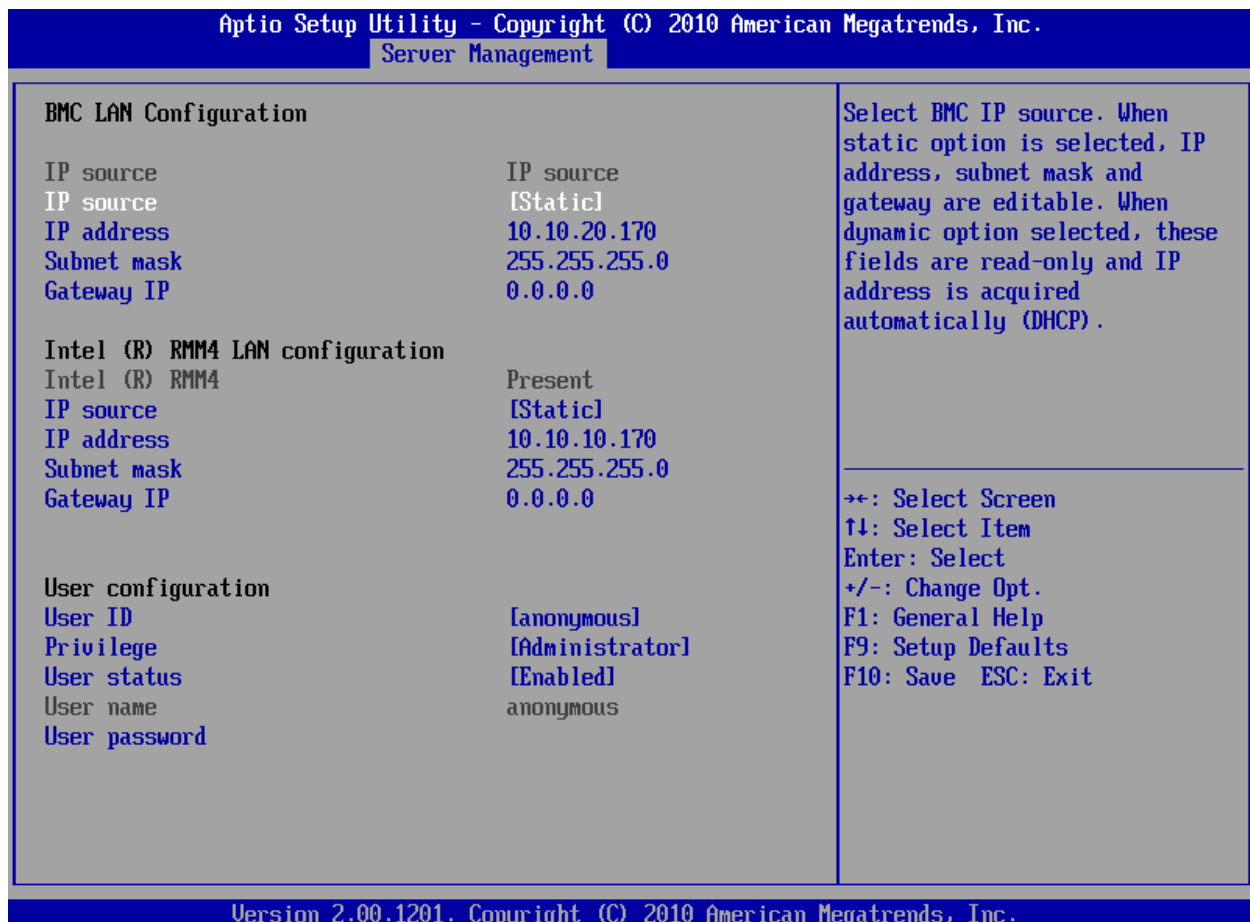 Aptio Setup Utility - Copyright (C) 2010 American Megatrends, Inc.
Server Management
BMC LAN Configuration
IP source IP source
IP source [Static]
IP address 10.10.20.170
Subnet mask 255.255.255.0
Gateway IP 0.0.0.0
Intel (R) RMM4 LAN configuration
Intel (R) RMM4 Present
IP source [Static]
IP address 10.10.10.170
Subnet mask 255.255.255.0
Gateway IP 0.0.0.0
User configuration
User ID [anonymous]
Privilege [Administrator]
User status [Enabled]
User name anonymous
User password
Select BMC IP source. When
static option is selected, IP
address, subnet mask and
gateway are editable. When
dynamic option selected, these
fields are read-only and IP
address is acquired
automatically (DHCP).
→←: Select Screen
↑↓: Select Item
Enter: Select
+/-: Change Opt.
F1: General Help
F9: Setup Defaults
F10: Save ESC: Exit
Version 2.00.1201. Copyright (C) 2010 American Megatrends, Inc.